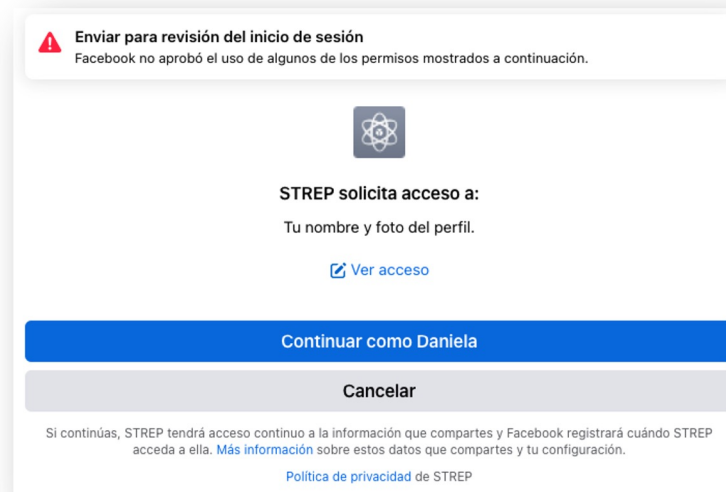 Enviar para revisión del inicio de sesión
Facebook no aprobó el uso de algunos de los permisos mostrados a continuación.
STREP solicita acceso a:
Tu nombre y foto del perfil.
Ver acceso
Continuar como Daniela
Cancelar
Si continúas, STREP tendrá acceso continuo a la información que compartes y Facebook registrará cuándo STREP
acceda a ella. Más información sobre estos datos que compartes y tu configuración.
Política de privacidad de STREP